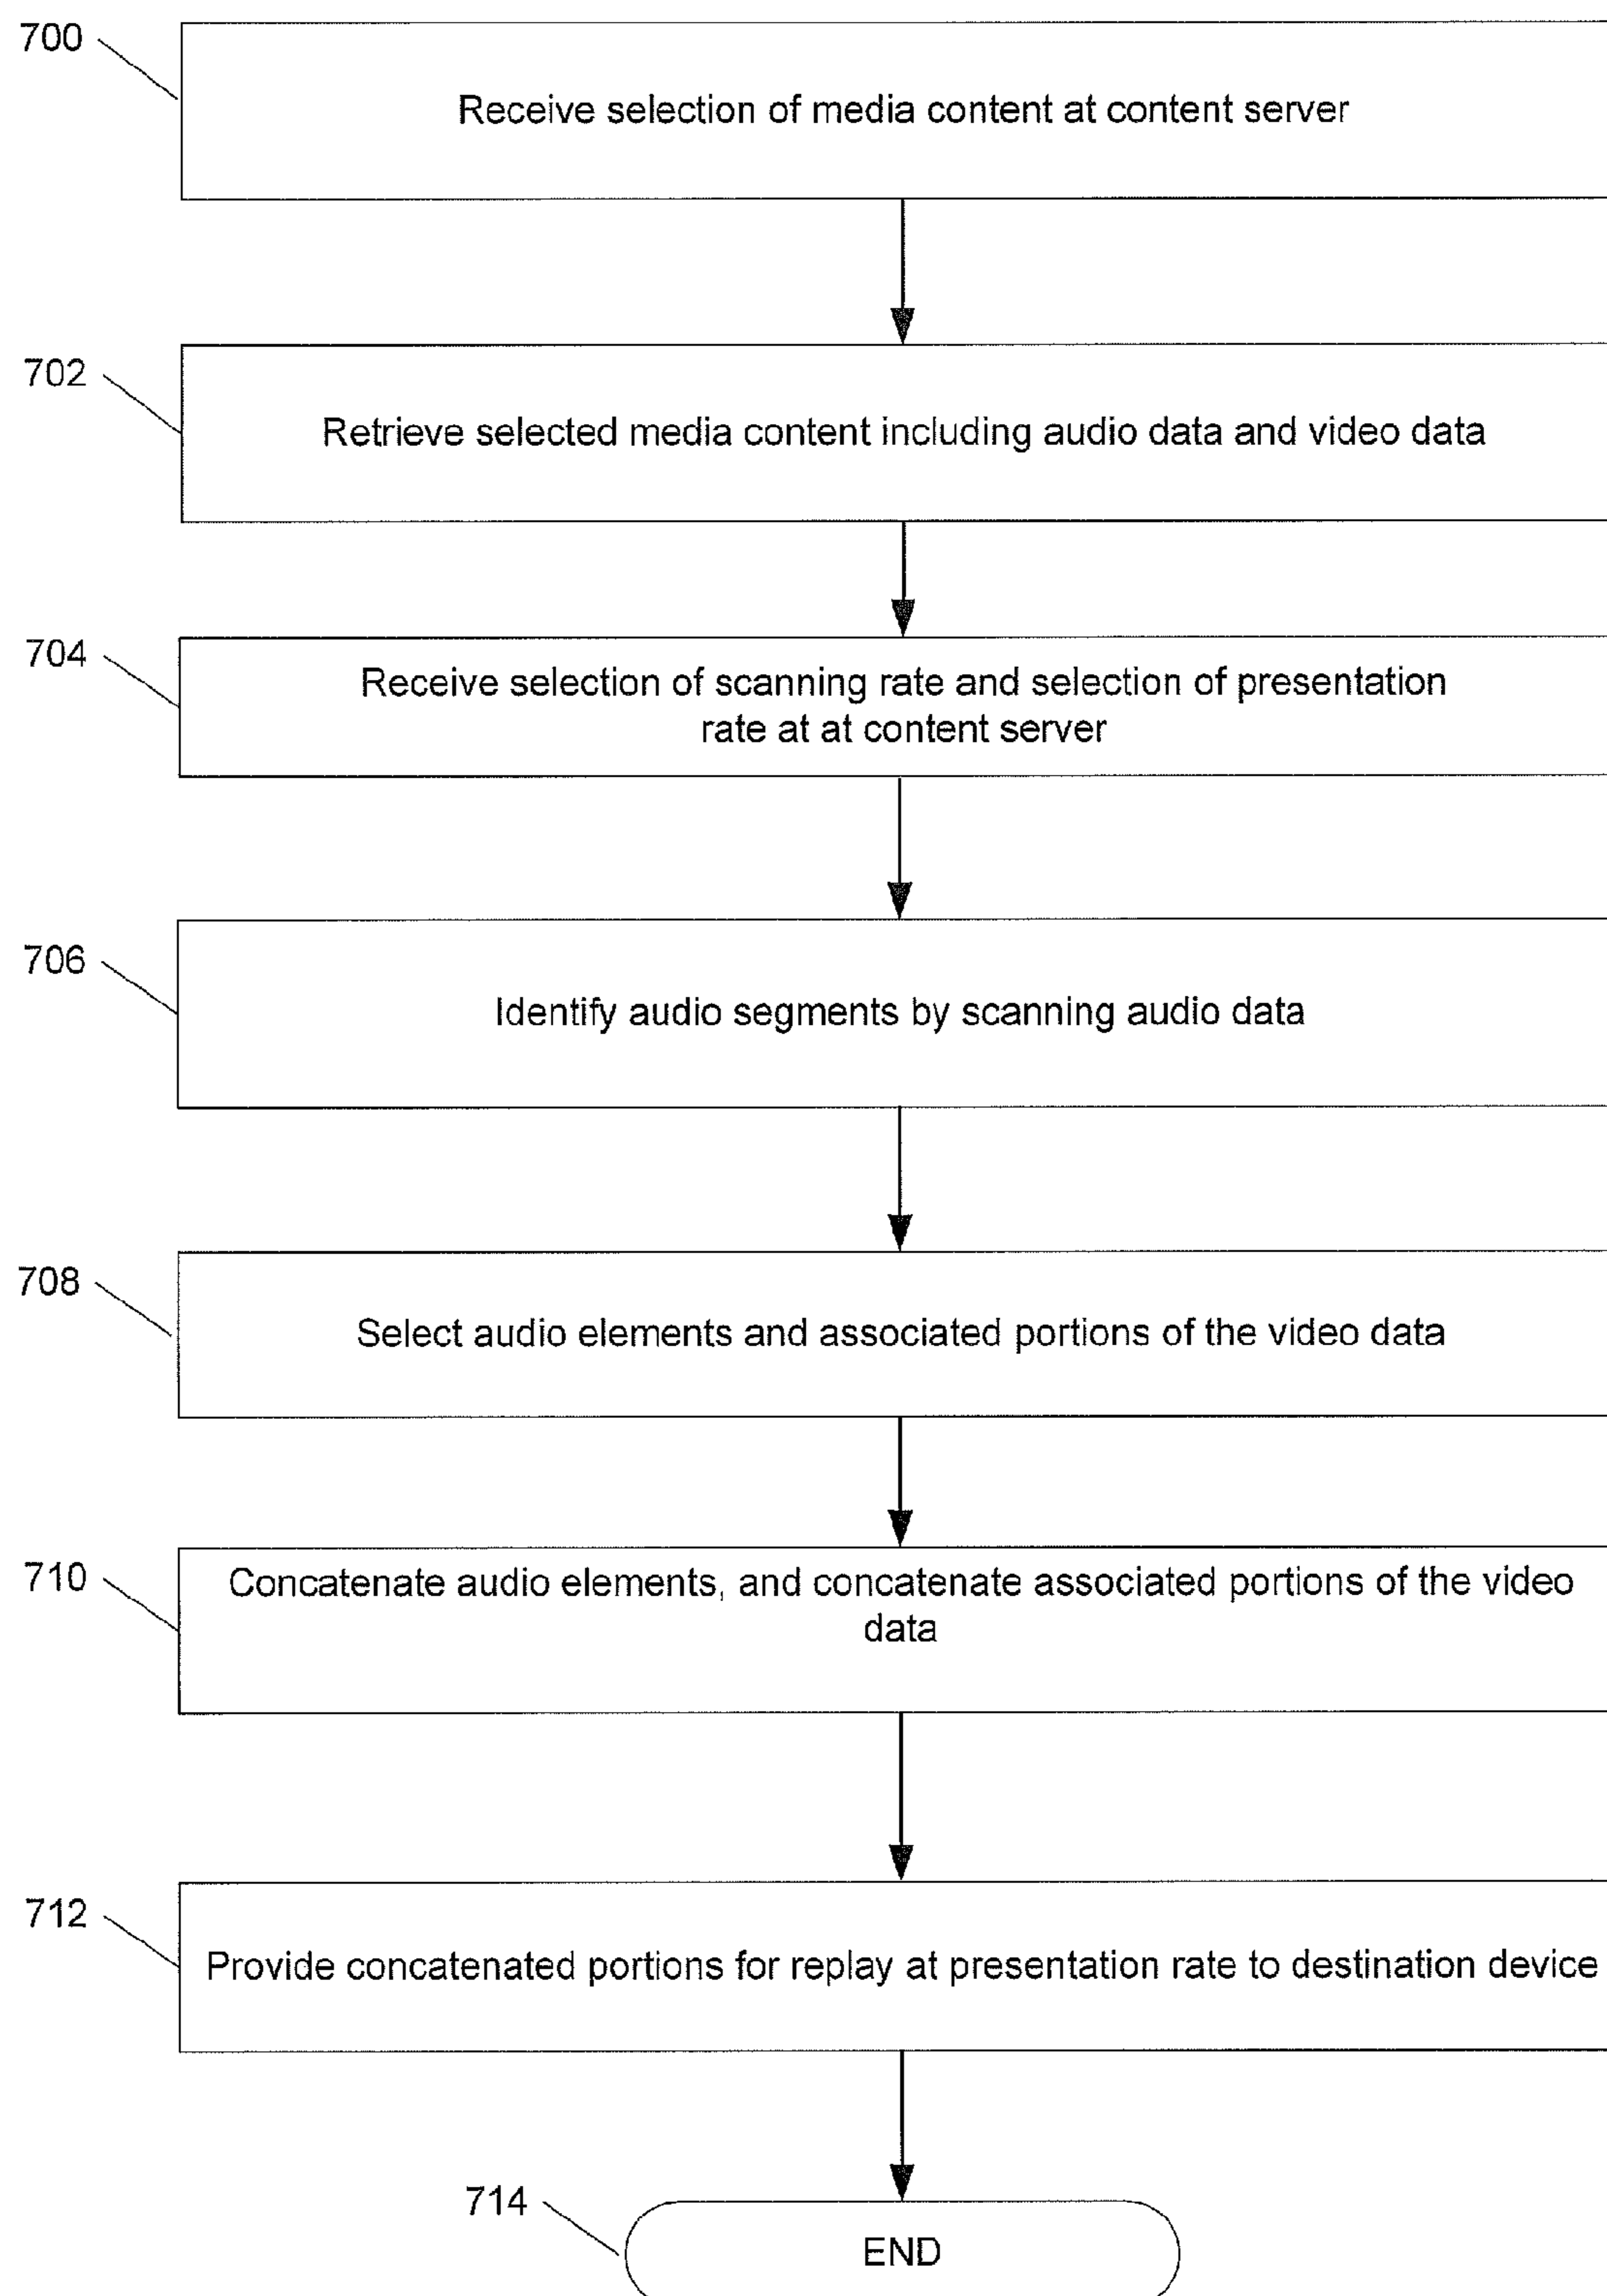 700
Receive selection of media content at content server
702
Retrieve selected media content including audio data and video data
704
Receive selection of scanning rate and selection of presentation
rate at at content server
706
Identify audio segments by scanning audio data
708
Select audio elements and associated portions of the video data
710
Concatenate audio elements, and concatenate associated portions of the video
data
712
Provide concatenated portions for replay at presentation rate to destination device
714
END